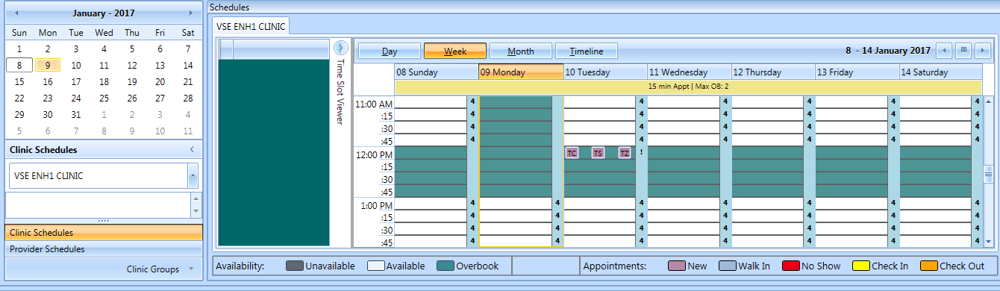 January - 2017
Sun Mon Tue Wed Thu Fri Sat
1 2 3 4 5 6 7
8 9 10 11 12 13 14
15 16 17 18 19 20 21
22 23 24 25 26 27 28
29 30 31 1 2 3 4
5 6 7 8 9 10 11
Clinic Schedules
VSE ENH1 CLINIC
Clinic Schedules
Provider Schedules
Clinic Groups
Schedules
VSE ENH1 CLINIC
Time Slot Viewer
Day Week Month Timeline 8 - 14 January 2017
08 Sunday 09 Monday 10 Tuesday 11 Wednesday 12 Thursday 13 Friday 14 Saturday
15 min Appt | Max OB: 2
11:00 AM 4 4 4 4 4 4
:15 4 4 4 4 4 4
:30 4 4 4 4 4 4
:45 4 4 4 4 4 4
12:00 PM TC TS TZ !
:15
:30
:45
1:00 PM 4 4 4 4 4 4 4
:15 4 4 4 4 4 4 4
:30 4 4 4 4 4 4 4
:45 4 4 4 4 4 4 4
Availability: Unavailable Available Overbook Appointments: New Walk In No Show Check In Check Out